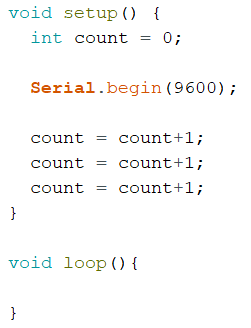 void setup() {
  int count = 0;

  Serial.begin(9600);

  count = count+1;
  count = count+1;
  count = count+1;
}

void loop(){

}